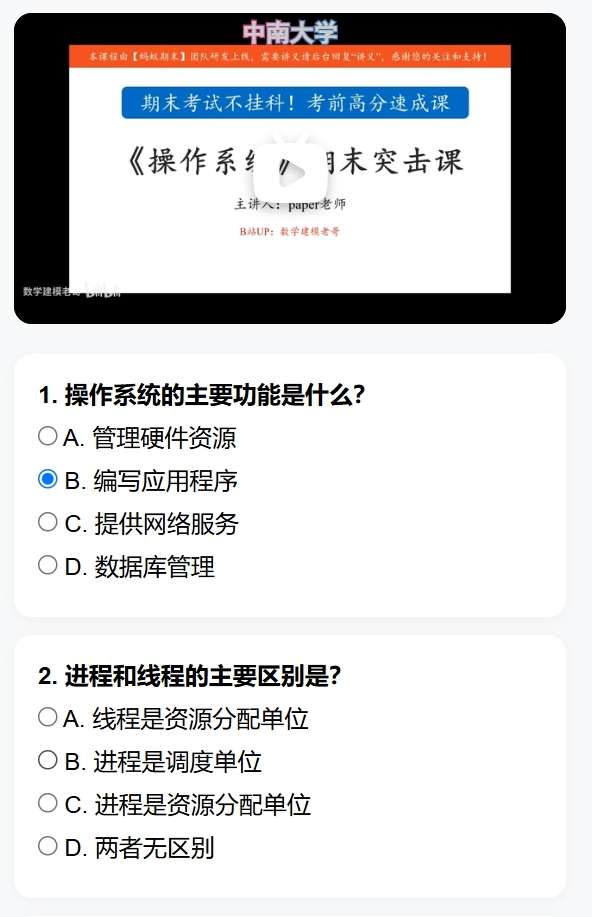 中南大学
本课程由【蚂蚁期末】团队研发上线，需要讲义请后台回复“讲义”，感谢您的关注和支持！
期末考试不挂科！考前高分速成课
《操作系统》期末突击课
主讲人：paper老师
B站UP：数学建模老哥
数学建模老哥 bilibili
1. 操作系统的主要功能是什么?
A. 管理硬件资源
B. 编写应用程序
C. 提供网络服务
D. 数据库管理
2. 进程和线程的主要区别是?
A. 线程是资源分配单位
B. 进程是调度单位
C. 进程是资源分配单位
D. 两者无区别